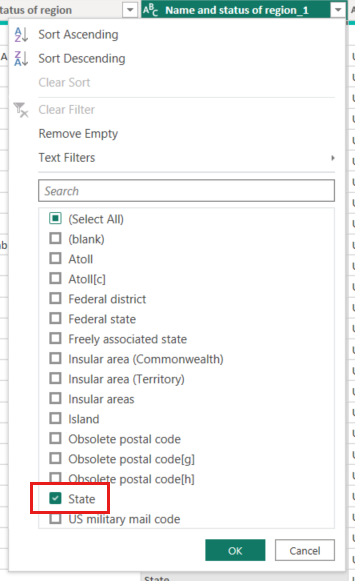 tatus of region
ABC Name and status of region_1
Sort Ascending
Sort Descending
Clear Sort
Clear Filter
Remove Empty
Text Filters
Search
(Select All)
(blank)
Atoll
Atoll[c]
Federal district
Federal state
Freely associated state
Insular area (Commonwealth)
Insular area (Territory)
Insular areas
Island
Obsolete postal code
Obsolete postal code[g]
Obsolete postal code[h]
State
US military mail code
OK
Cancel
State